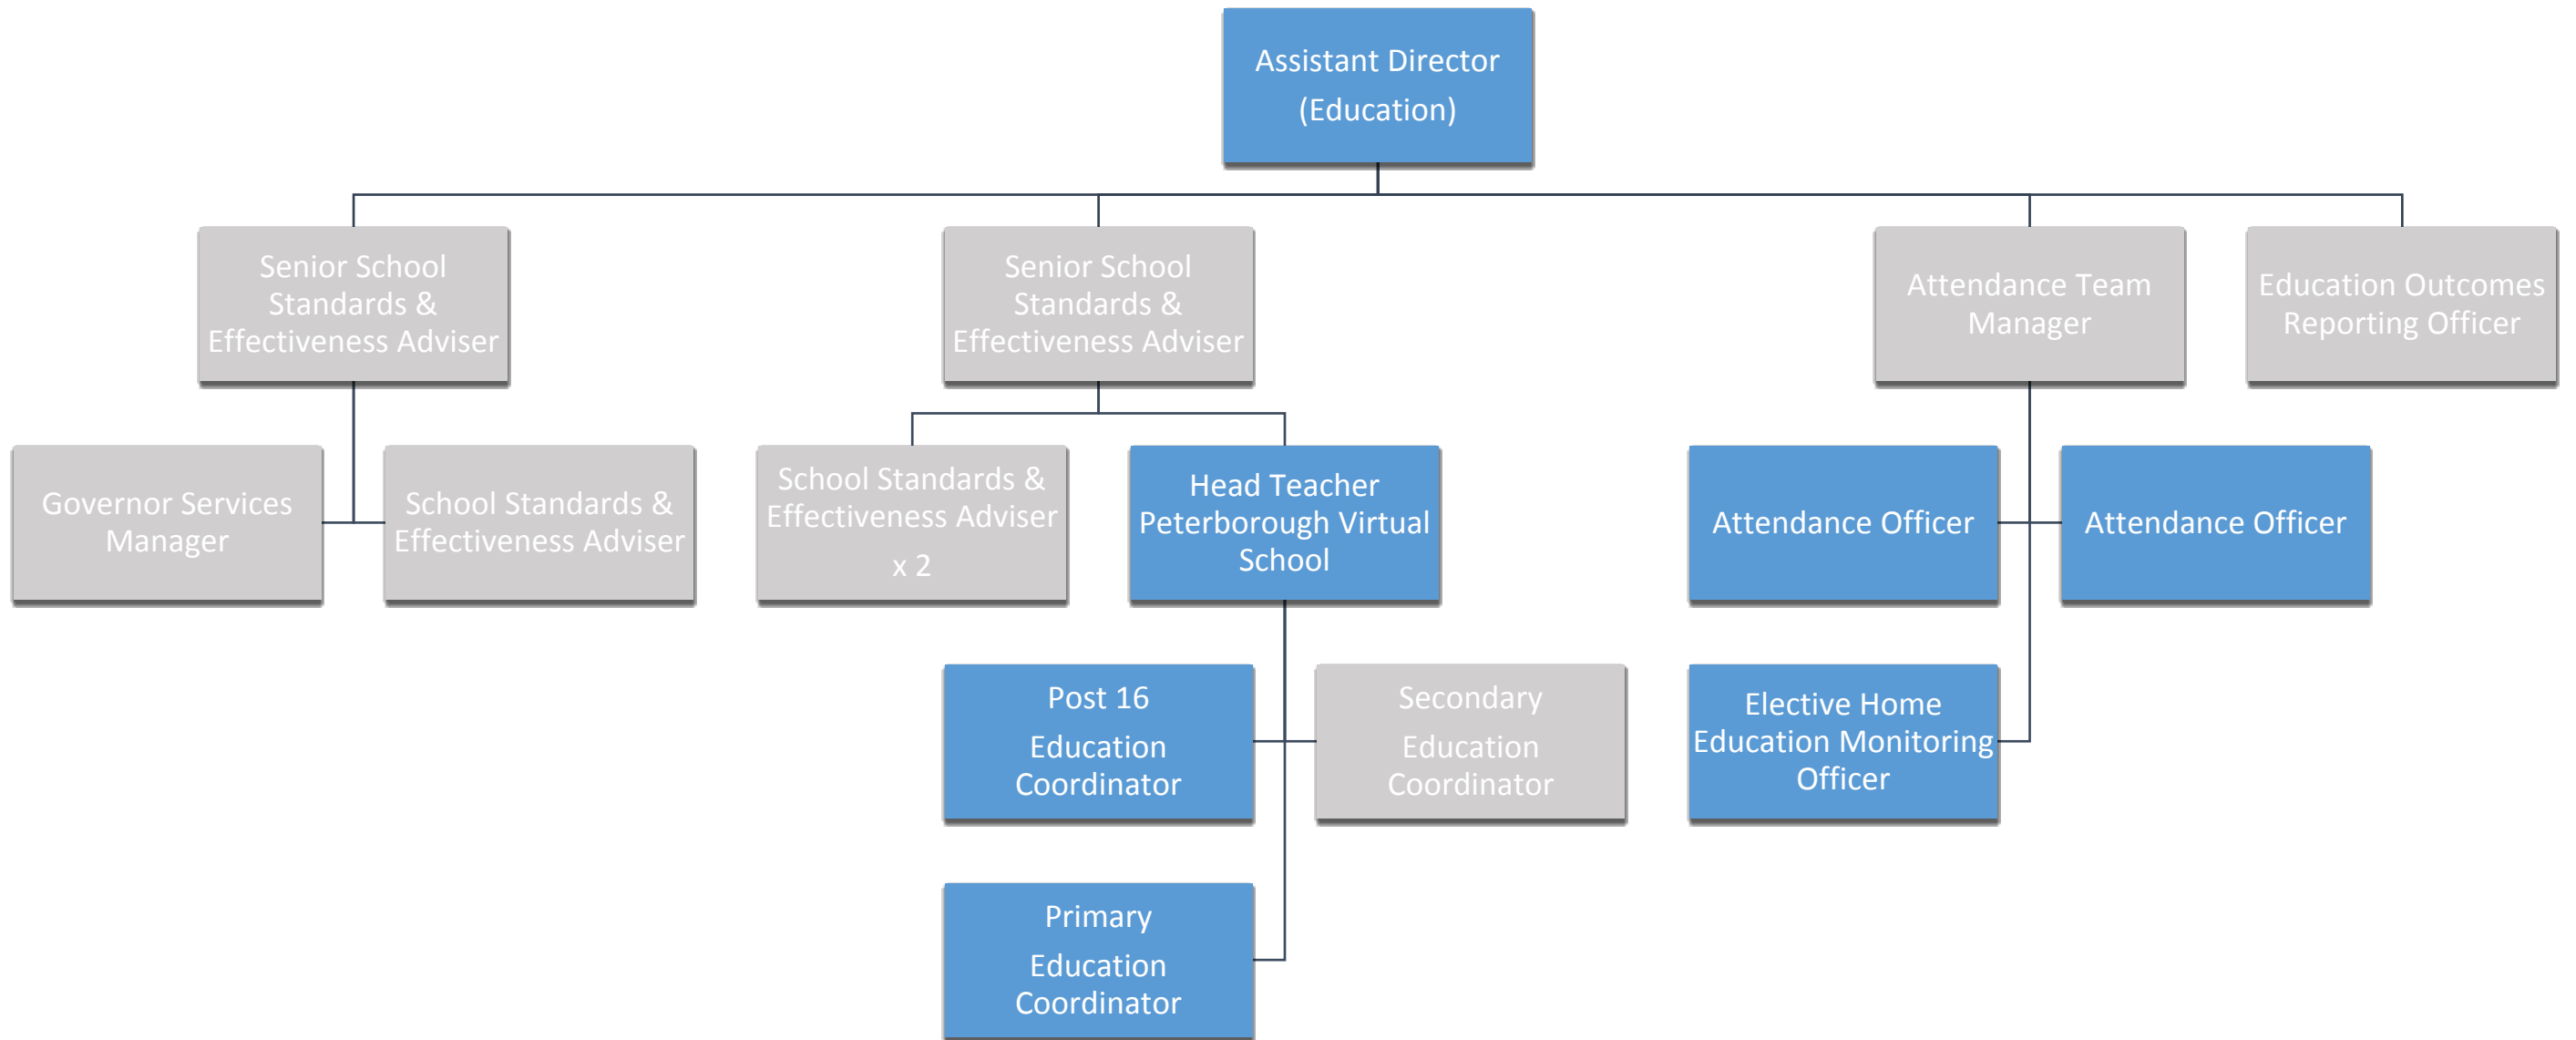 Assistant Director
(Education)
Senior School
Standards &
Effectiveness Adviser
Senior School
Standards &
Effectiveness Adviser
Attendance Team
Manager
Education Outcomes
Reporting Officer
Governor Services
Manager
School Standards &
Effectiveness Adviser
School Standards &
Effectiveness Adviser
x 2
Head Teacher
Peterborough Virtual
School
Attendance Officer
Attendance Officer
Post 16
Education
Coordinator
Secondary
Education
Coordinator
Elective Home
Education Monitoring
Officer
Primary
Education
Coordinator